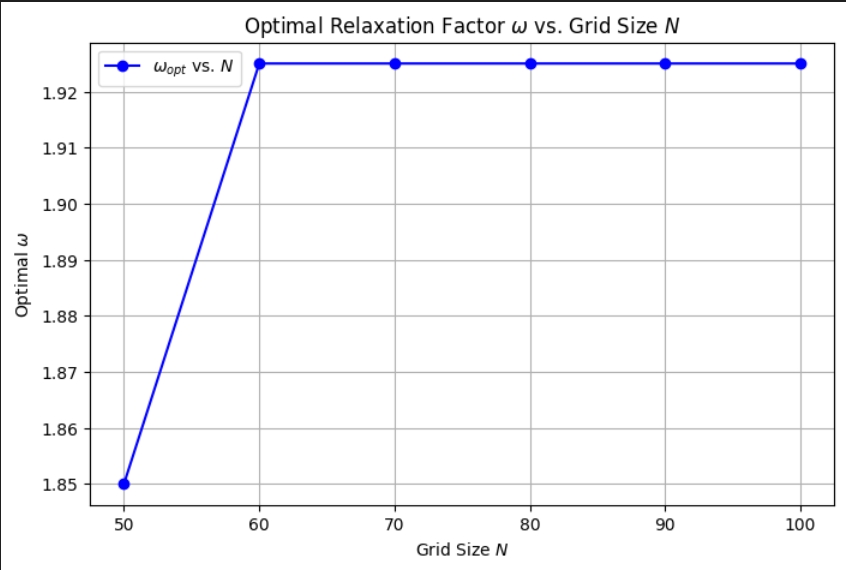 Optimal Relaxation Factor ω vs. Grid Size N
ω_opt vs. N
1.92
1.91
1.90
1.89
1.88
1.87
1.86
1.85
Optimal ω
50 60 70 80 90 100
Grid Size N